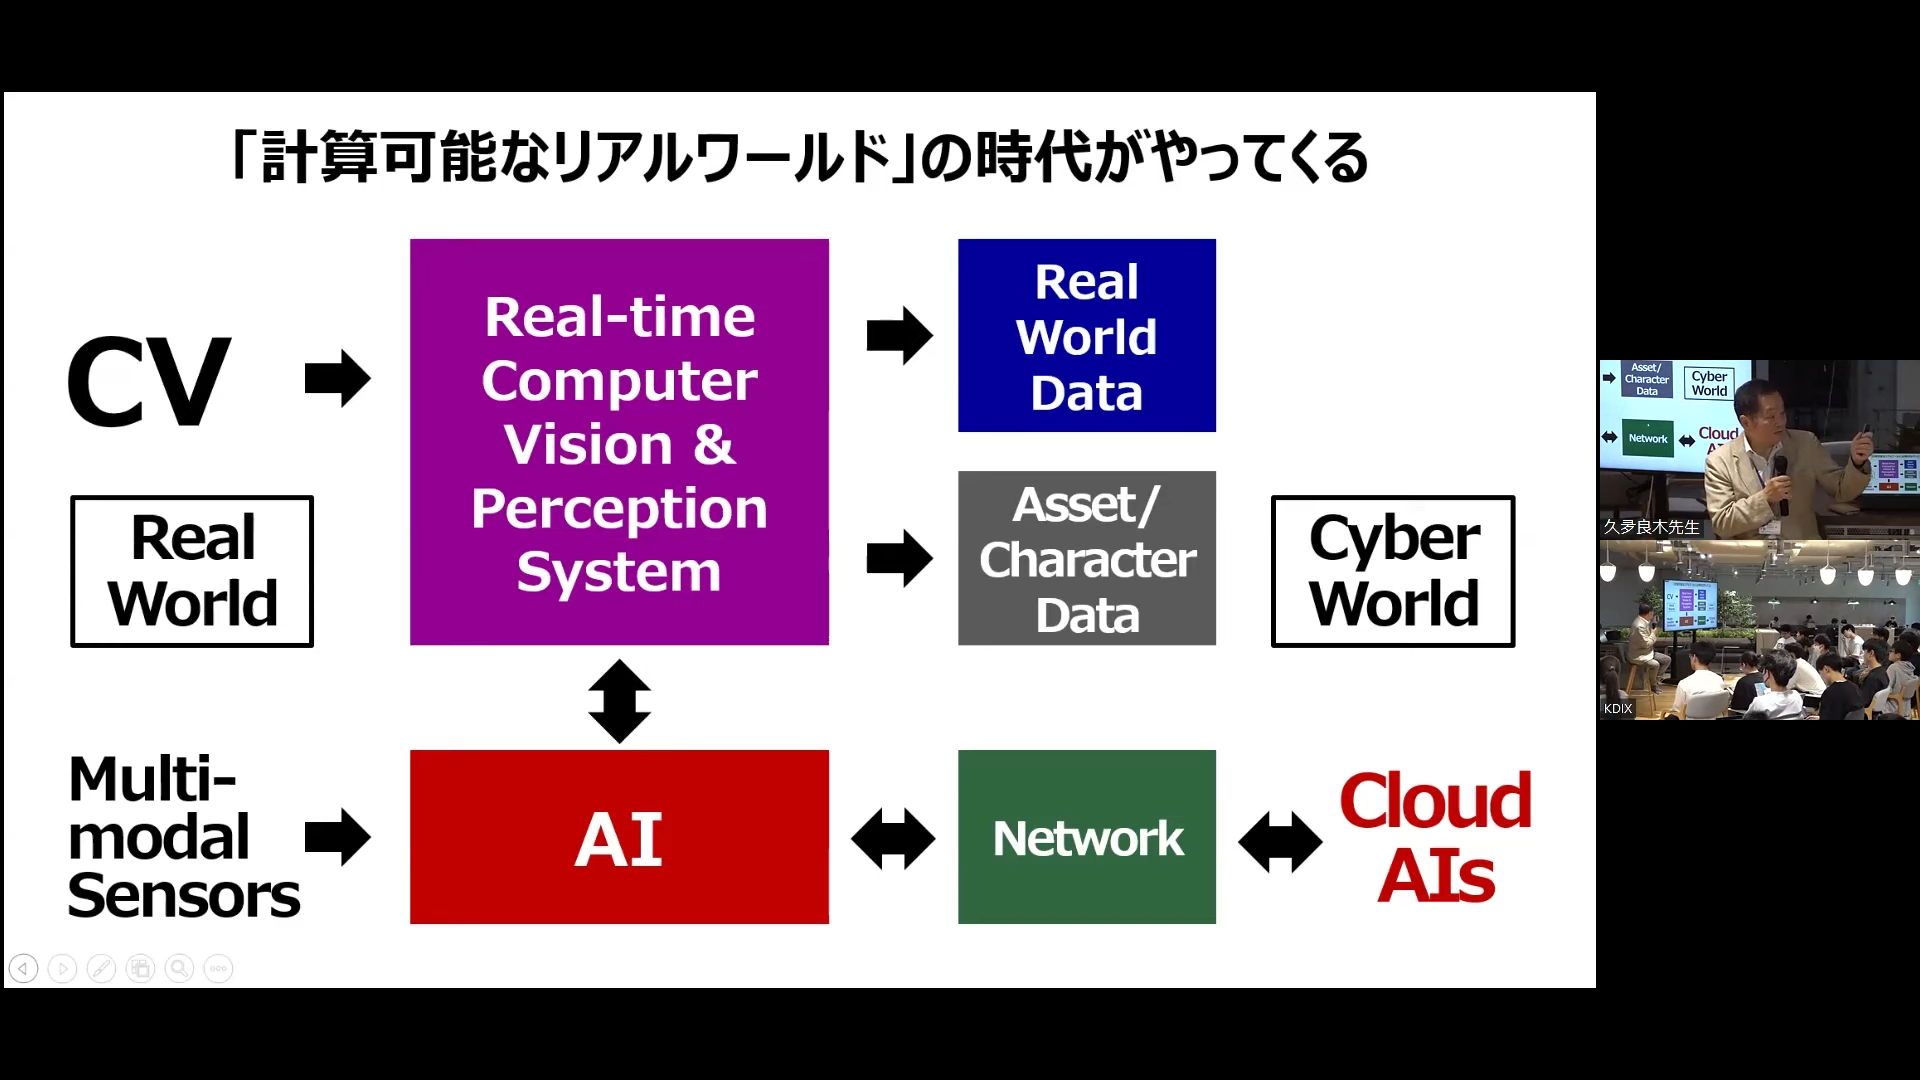 「計算可能なリアルワールド」の時代がやってくる
CV
Real-time
Computer
Vision &
Perception
System
Real
World
Data
Real
World
Asset/
Character
Data
Cyber
World
Multi-
modal
Sensors
AI
Network
Cloud
AIs
Asset/
Character
Data
Cyber
World
Network
Cloud
久夛良木先生
KDIX